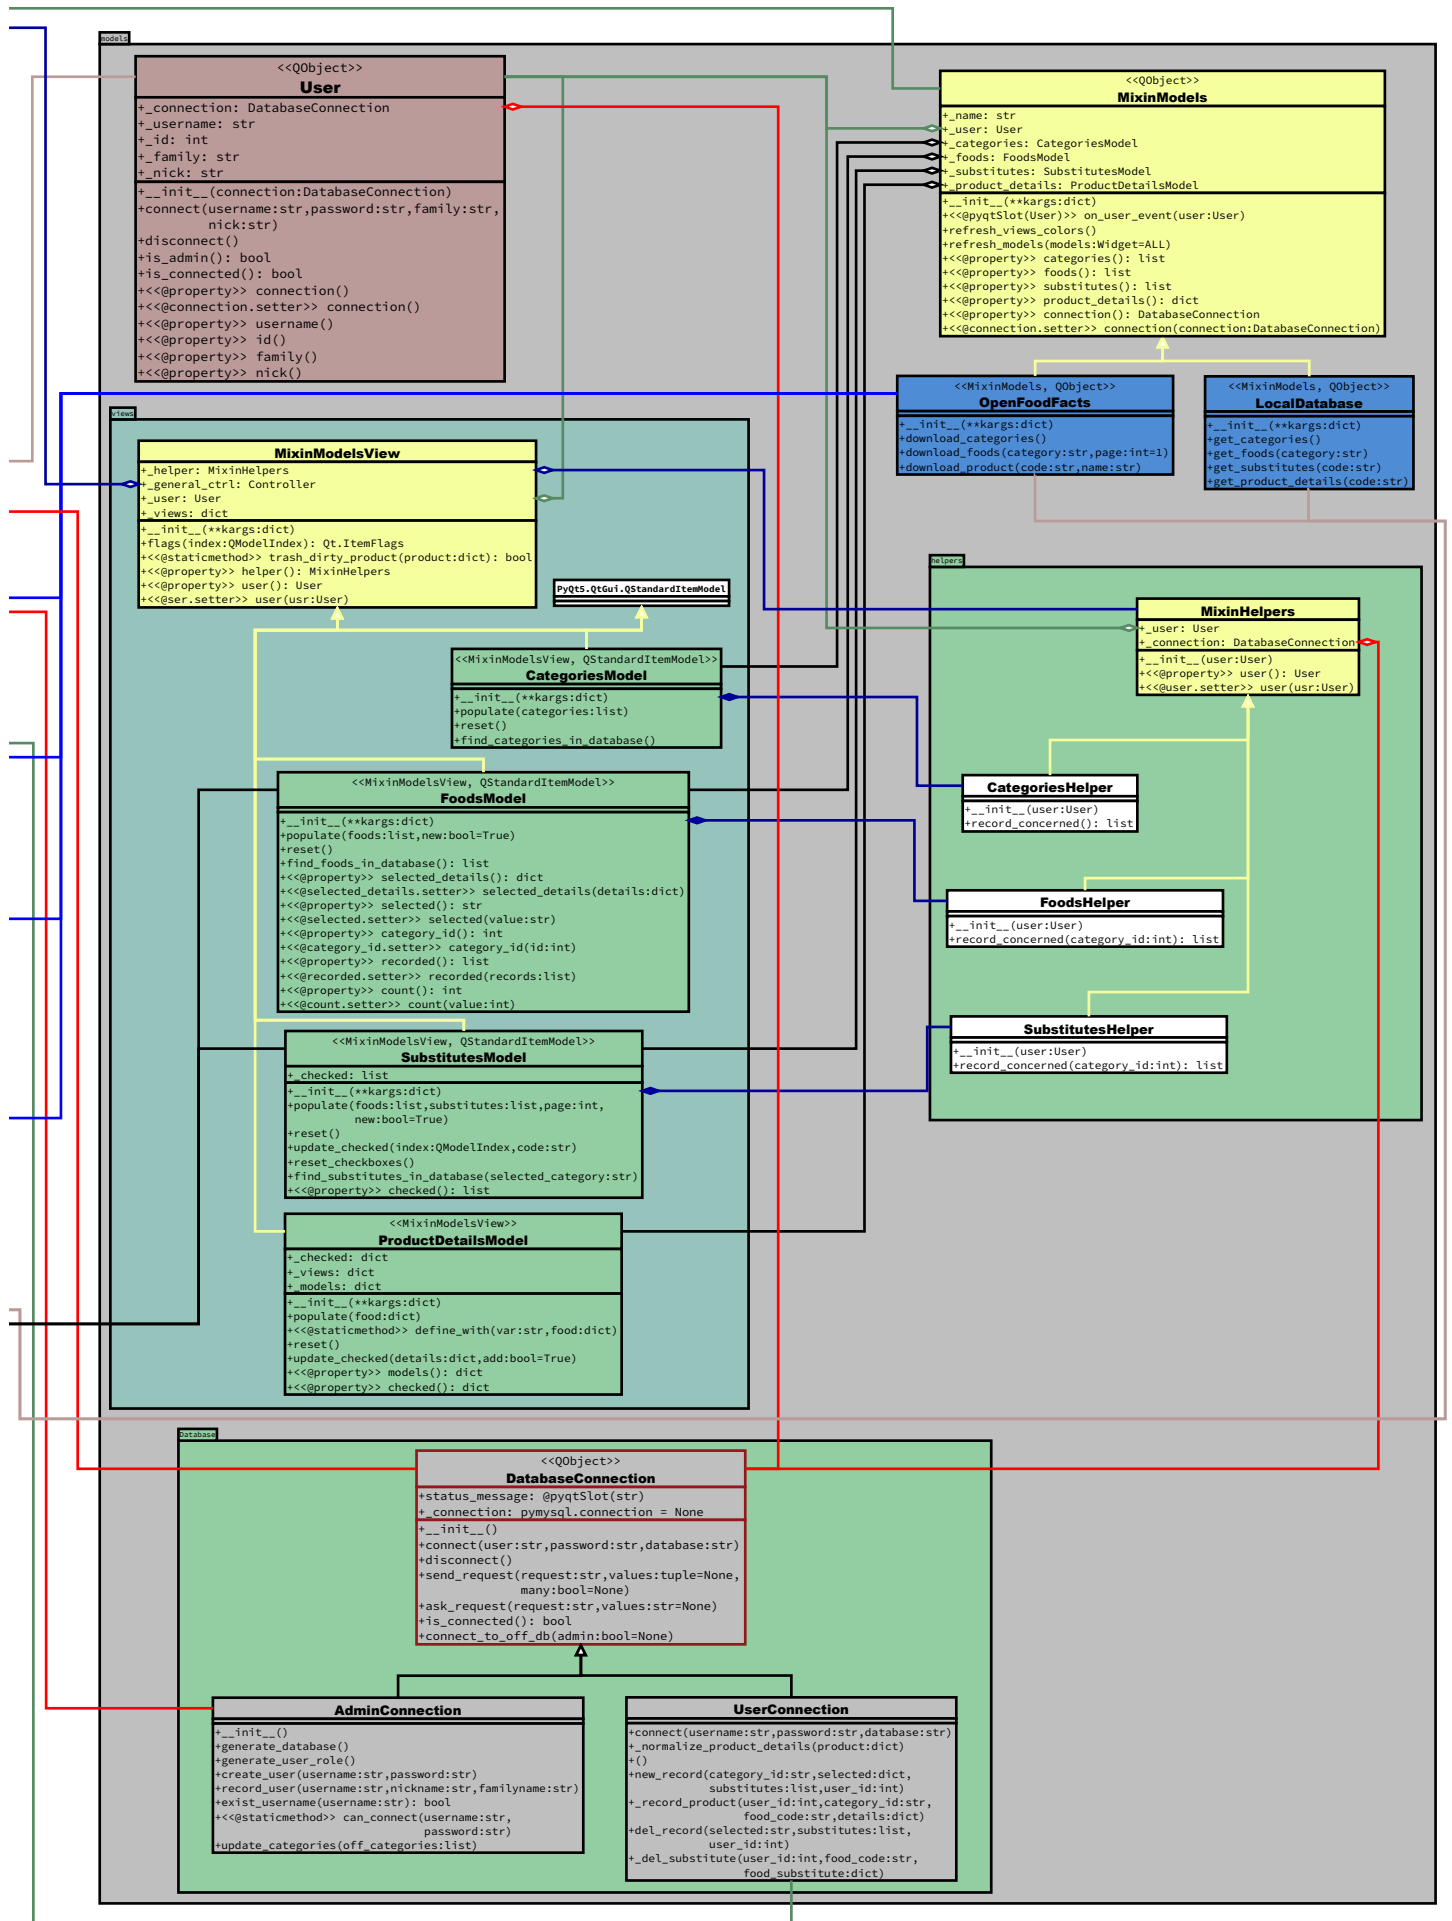 models
<<QObject>>
User
+_connection: DatabaseConnection
+_username: str
+_id: int
+_family: str
+_nick: str
+__init__(connection:DatabaseConnection)
+connect(username:str,password:str,family:str,
nick:str)
+disconnect()
+is_admin(): bool
+is_connected(): bool
+<<@property>> connection()
+<<@connection.setter>> connection()
+<<@property>> username()
+<<@property>> id()
+<<@property>> family()
+<<@property>> nick()
<<QObject>>
MixinModels
+_name: str
+_user: User
+_categories: CategoriesModel
+_foods: FoodsModel
+_substitutes: SubstitutesModel
+_product_details: ProductDetailsModel
+__init__(**kargs:dict)
+<<@pyqtSlot(User)>> on_user_event(user:User)
+refresh_views_colors()
+refresh_models(models:Widget=ALL)
+<<@property>> categories(): list
+<<@property>> foods(): list
+<<@property>> substitutes(): list
+<<@property>> product_details(): dict
+<<@property>> connection(): DatabaseConnection
+<<@connection.setter>> connection(connection:DatabaseConnection)
<<MixinModels, QObject>>
OpenFoodFacts
+__init__(**kargs:dict)
+download_categories()
+download_foods(category:str,page:int=1)
+download_product(code:str,name:str)
<<MixinModels, QObject>>
LocalDatabase
+__init__(**kargs:dict)
+get_categories()
+get_foods(category:str)
+get_substitutes(code:str)
+get_product_details(code:str)
views
MixinModelsView
+_helper: MixinHelpers
+_general_ctrl: Controller
+_user: User
+_views: dict
+__init__(**kargs:dict)
+flags(index:QModelIndex): Qt.ItemFlags
+<<@staticmethod>> trash_dirty_product(product:dict): bool
+<<@property>> helper(): MixinHelpers
+<<@property>> user(): User
+<<@ser.setter>> user(usr:User)
PyQt5.QtGui.QStandardItemModel
<<MixinModelsView, QStandardItemModel>>
CategoriesModel
+__init__(**kargs:dict)
+populate(categories:list)
+reset()
+find_categories_in_database()
<<MixinModelsView, QStandardItemModel>>
FoodsModel
+__init__(**kargs:dict)
+populate(foods:list,new:bool=True)
+reset()
+find_foods_in_database(): list
+<<@property>> selected_details(): dict
+<<@selected_details.setter>> selected_details(details:dict)
+<<@property>> selected(): str
+<<@selected.setter>> selected(value:str)
+<<@property>> category_id(): int
+<<@category_id.setter>> category_id(id:int)
+<<@property>> recorded(): list
+<<@recorded.setter>> recorded(records:list)
+<<@property>> count(): int
+<<@count.setter>> count(value:int)
<<MixinModelsView, QStandardItemModel>>
SubstitutesModel
+_checked: list
+__init__(**kargs:dict)
+populate(foods:list,substitutes:list,page:int,
new:bool=True)
+reset()
+update_checked(index:QModelIndex,code:str)
+reset_checkboxes()
+find_substitutes_in_database(selected_category:str)
+<<@property>> checked(): list
<<MixinModelsView>>
ProductDetailsModel
+_checked: dict
+_views: dict
+_models: dict
+__init__(**kargs:dict)
+populate(food:dict)
+<<@staticmethod>> define_with(var:str,food:dict)
+reset()
+update_checked(details:dict,add:bool=True)
+<<@property>> models(): dict
+<<@property>> checked(): dict
helpers
MixinHelpers
+_user: User
+_connection: DatabaseConnection
+__init__(user:User)
+<<@property>> user(): User
+<<@user.setter>> user(usr:User)
CategoriesHelper
+__init__(user:User)
+record_concerned(): list
FoodsHelper
+__init__(user:User)
+record_concerned(category_id:int): list
SubstitutesHelper
+__init__(user:User)
+record_concerned(category_id:int): list
Database
<<QObject>>
DatabaseConnection
+status_message: @pyqtSlot(str)
+_connection: pymysql.connection = None
+__init__()
+connect(user:str,password:str,database:str)
+disconnect()
+send_request(request:str,values:tuple=None,
many:bool=None)
+ask_request(request:str,values:str=None)
+is_connected(): bool
+connect_to_off_db(admin:bool=None)
AdminConnection
+__init__()
+generate_database()
+generate_user_role()
+create_user(username:str,password:str)
+record_user(username:str,nickname:str,familyname:str)
+exist_username(username:str): bool
+<<@staticmethod>> can_connect(username:str,
password:str)
+update_categories(off_categories:list)
UserConnection
+connect(username:str,password:str,database:str)
+_normalize_product_details(product:dict)
+()
+new_record(category_id:str,selected:dict,
substitutes:list,user_id:int)
+_record_product(user_id:int,category_id:str,
food_code:str,details:dict)
+del_record(selected:str,substitutes:list,
user_id:int)
+_del_substitute(user_id:int,food_code:str,
food_substitute:dict)